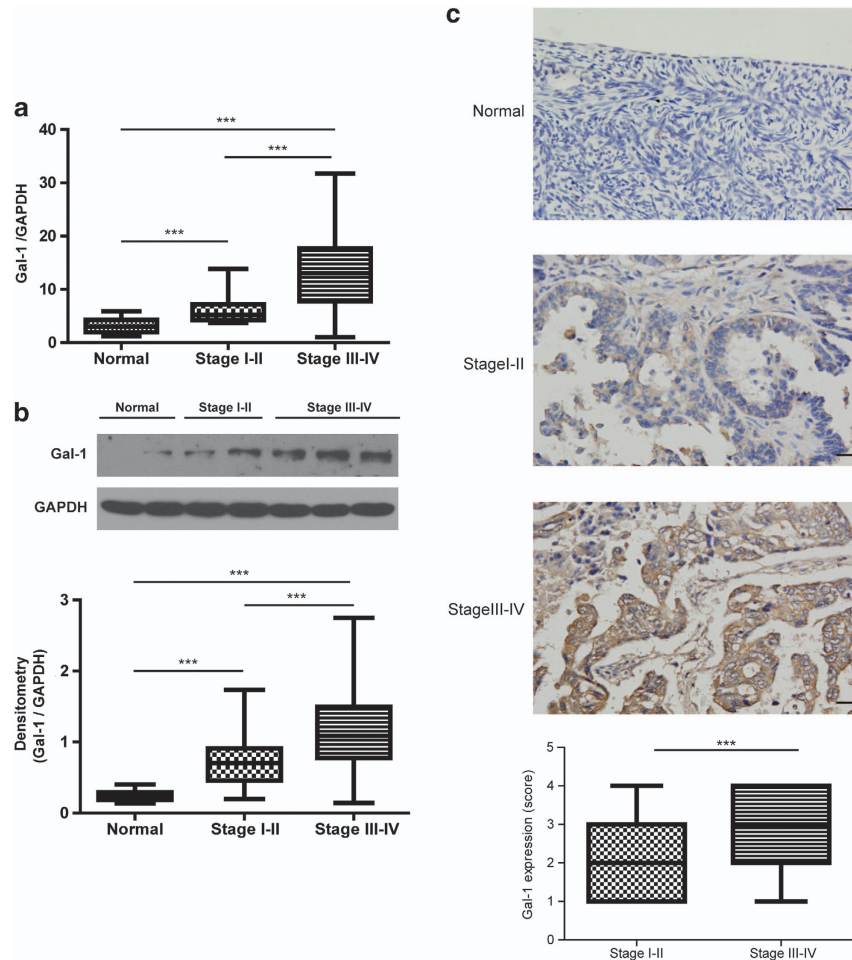 a
40
30
20
10
0
Gal-1 /GAPDH
***
***
***
Normal Stage I-II Stage III-IV
b
Normal Stage I-II Stage III-IV
Gal-1
GAPDH
3
2
1
0
Densitometry
(Gal-1 / GAPDH)
***
***
***
Normal Stage I-II Stage III-IV
c
Normal
StageI-II
StageIII-IV
5
4
3
2
1
0
Gal-1 expression (score)
***
Stage I-II Stage III-IV